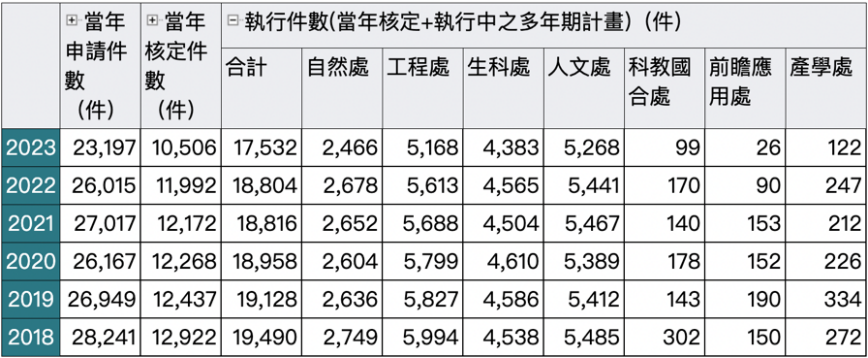 當年申請件數（件） 當年核定件數（件） 執行件數(當年核定+執行中之多年期計畫)（件）
合計 自然處 工程處 生科處 人文處 科教國合處 前瞻應用處 產學處
2023 23,197 10,506 17,532 2,466 5,168 4,383 5,268 99 26 122
2022 26,015 11,992 18,804 2,678 5,613 4,565 5,441 170 90 247
2021 27,017 12,172 18,816 2,652 5,688 4,504 5,467 140 153 212
2020 26,167 12,268 18,958 2,604 5,799 4,610 5,389 178 152 226
2019 26,949 12,437 19,128 2,636 5,827 4,586 5,412 143 190 334
2018 28,241 12,922 19,490 2,749 5,994 4,538 5,485 302 150 272